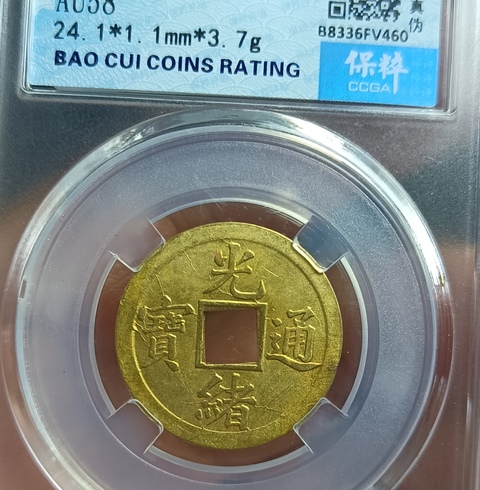 AU58
24.1*1.1mm*3.7g
BAO CUI COINS RATING
真
伪
B8336FV460
保粹
CCGA
光
寶 通
緒